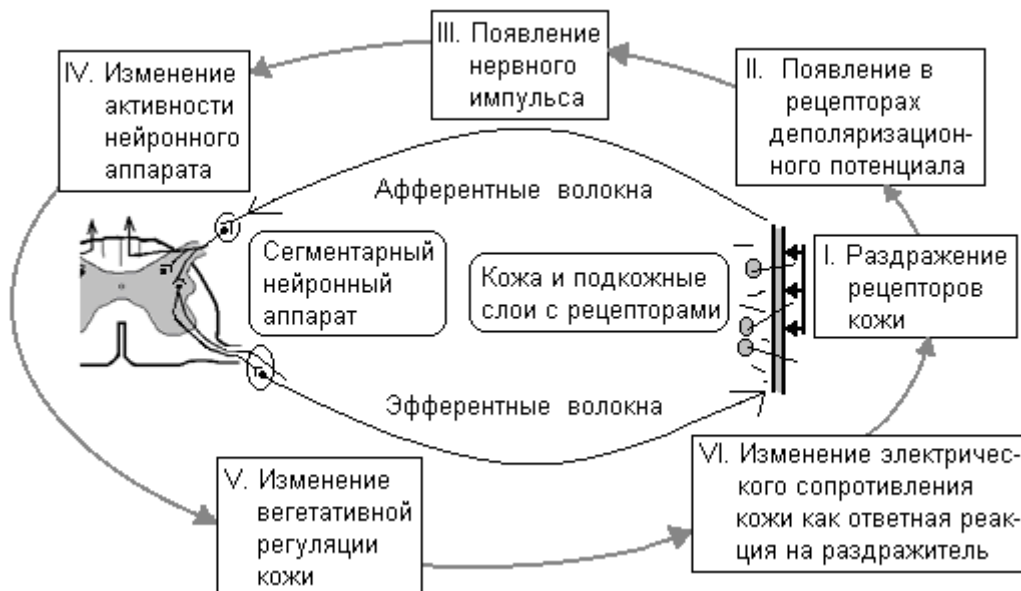 III. Появление
нервного
импульса
IV. Изменение
активности
нейронного
аппарата
II. Появление в
рецепторах
деполяризацион-
ного потенциала
Афферентные волокна
Сегментарный
нейронный
аппарат
Кожа и подкожные
слои с рецепторами
I. Раздражение
рецепторов
кожи
Эфферентные волокна
V. Изменение
вегетативной
регуляции
кожи
VI. Изменение электричес-
кого сопротивления
кожи как ответная реак-
ция на раздражитель